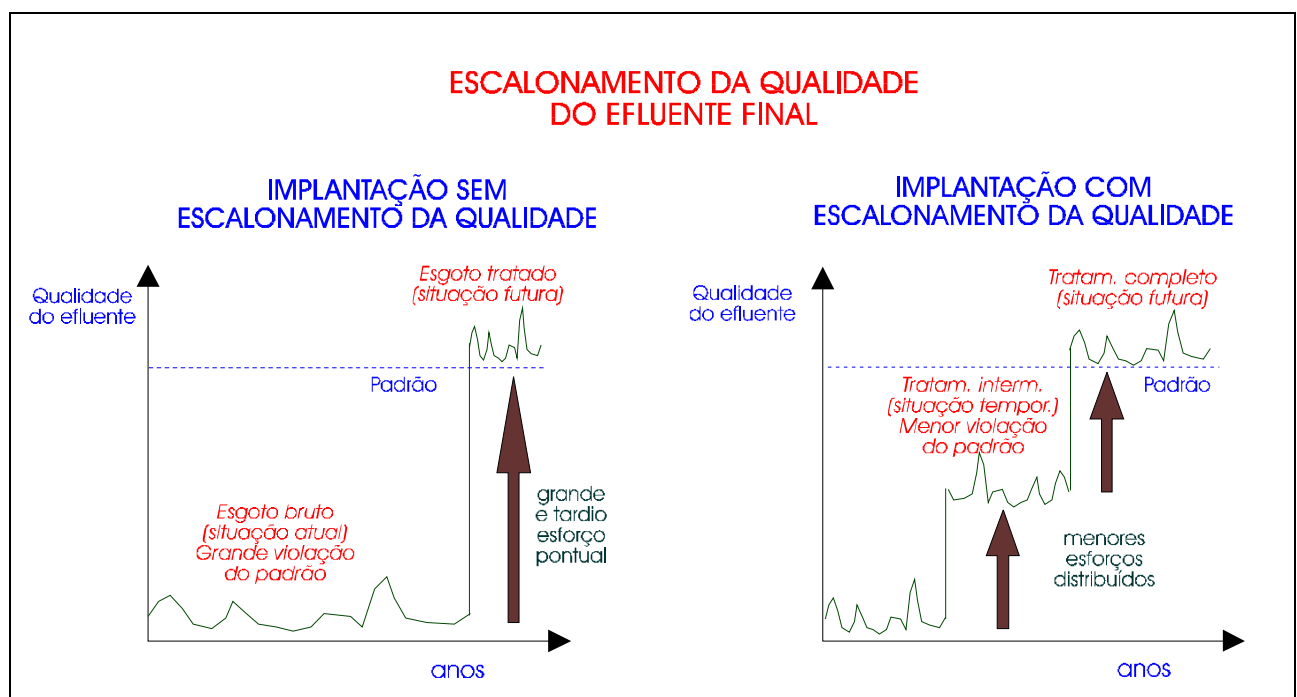 ESCALONAMENTO DA QUALIDADE
DO EFLUENTE FINAL
IMPLANTAÇÃO SEM
ESCALONAMENTO DA QUALIDADE
Qualidade
do efluente
Esgoto tratado
(situação futura)
Padrão
Esgoto bruto
(situação atual)
Grande violação
do padrão
grande
e tardio
esforço
pontual
anos
IMPLANTAÇÃO COM
ESCALONAMENTO DA QUALIDADE
Qualidade
do efluente
Tratam. completo
(situação futura)
Padrão
Tratam. interm.
(situação tempor.)
Menor violação
do padrão
menores
esforços
distribuídos
anos